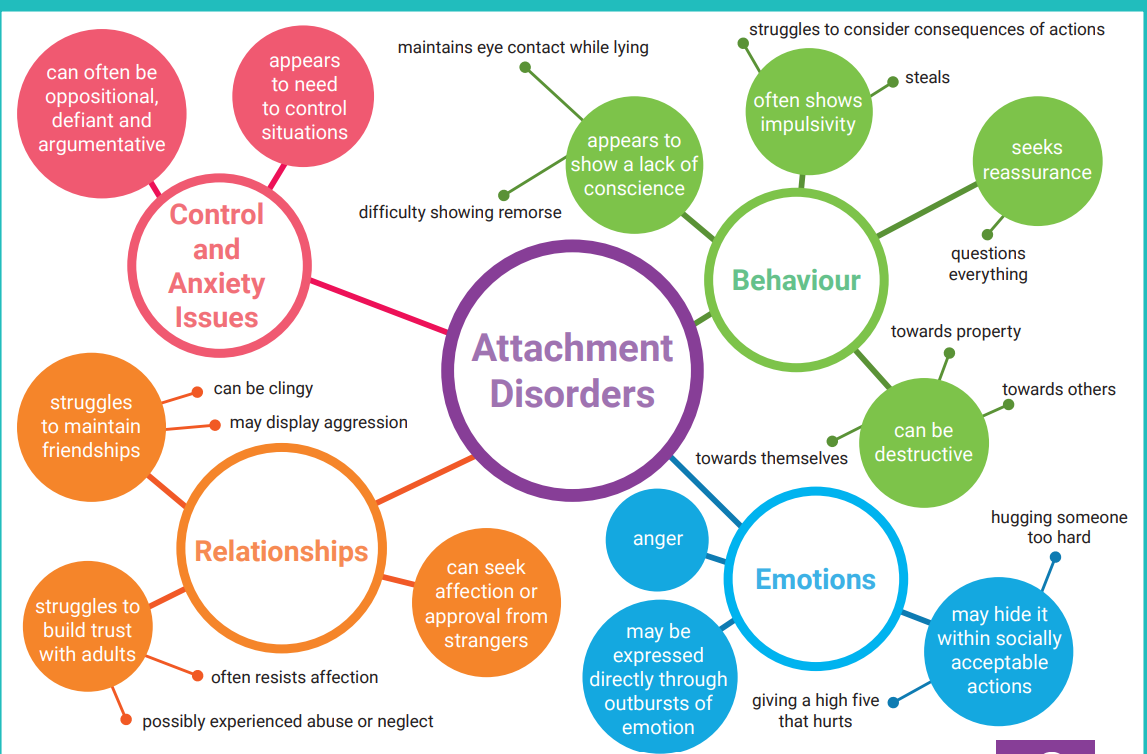 can often be
oppositional,
defiant and
argumentative
appears
to need
to control
situations
Control
and
Anxiety
Issues
maintains eye contact while lying
appears to
show a lack of
conscience
difficulty showing remorse
struggles to consider consequences of actions
steals
often shows
impulsivity
seeks
reassurance
questions
everything
Behaviour
towards property
towards others
can be
destructive
towards themselves
Attachment
Disorders
struggles
to maintain
friendships
can be clingy
may display aggression
Relationships
struggles to
build trust
with adults
often resists affection
possibly experienced abuse or neglect
can seek
affection or
approval from
strangers
anger
Emotions
may be
expressed
directly through
outbursts of
emotion
hugging someone
too hard
may hide it
within socially
acceptable
actions
giving a high five
that hurts